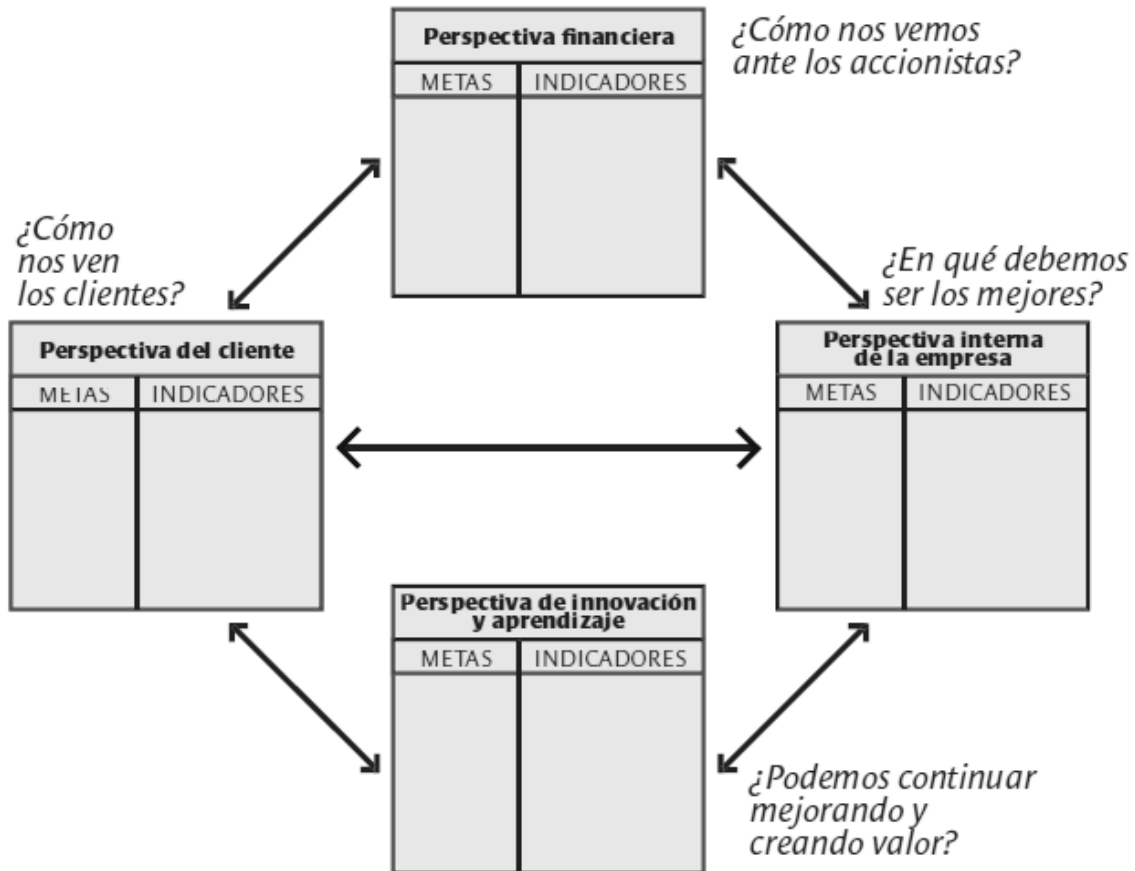 Perspectiva financiera
METAS INDICADORES
¿Cómo nos vemos
ante los accionistas?
¿Cómo
nos ven
los clientes?
Perspectiva del cliente
METAS INDICADORES
¿En qué debemos
ser los mejores?
Perspectiva interna
de la empresa
METAS INDICADORES
Perspectiva de innovación
y aprendizaje
METAS INDICADORES
¿Podemos continuar
mejorando y
creando valor?